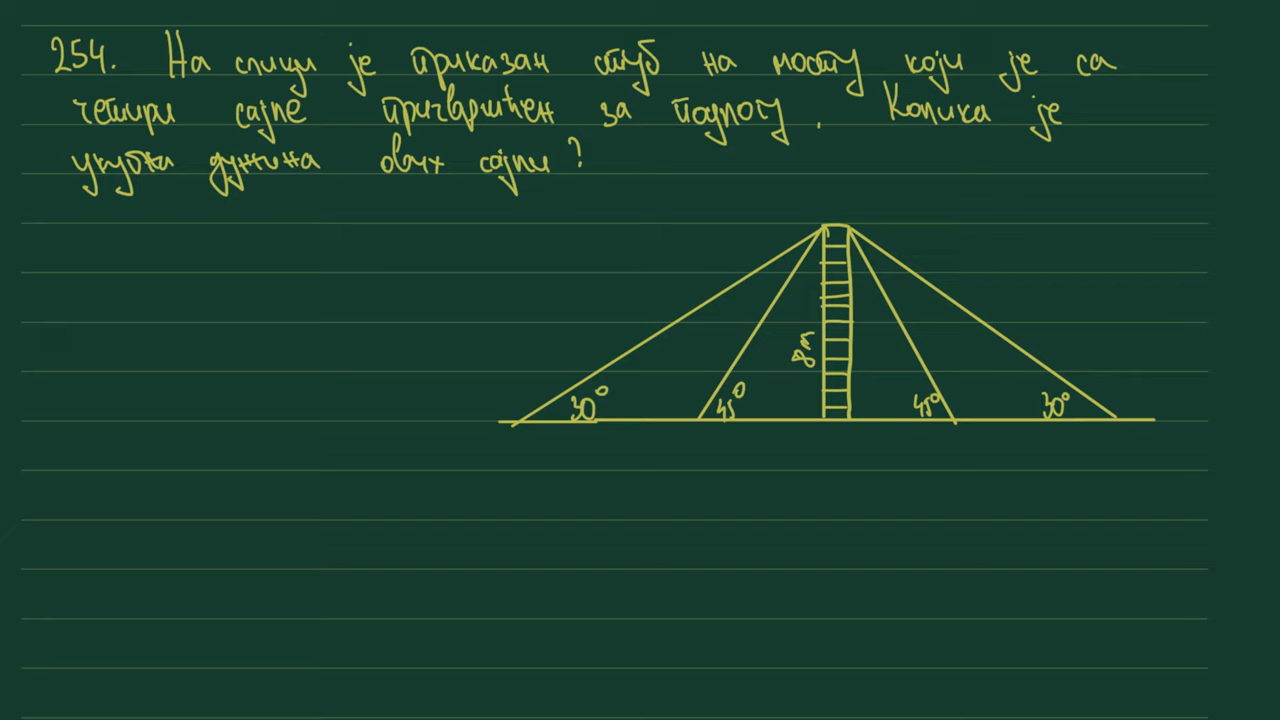 254. На слици је приказан стуб на мосту који је са
четири сајле причвршћен за подлогу. Колика је
укупна дужина ових сајли?
8m
30° 45° 45° 30°